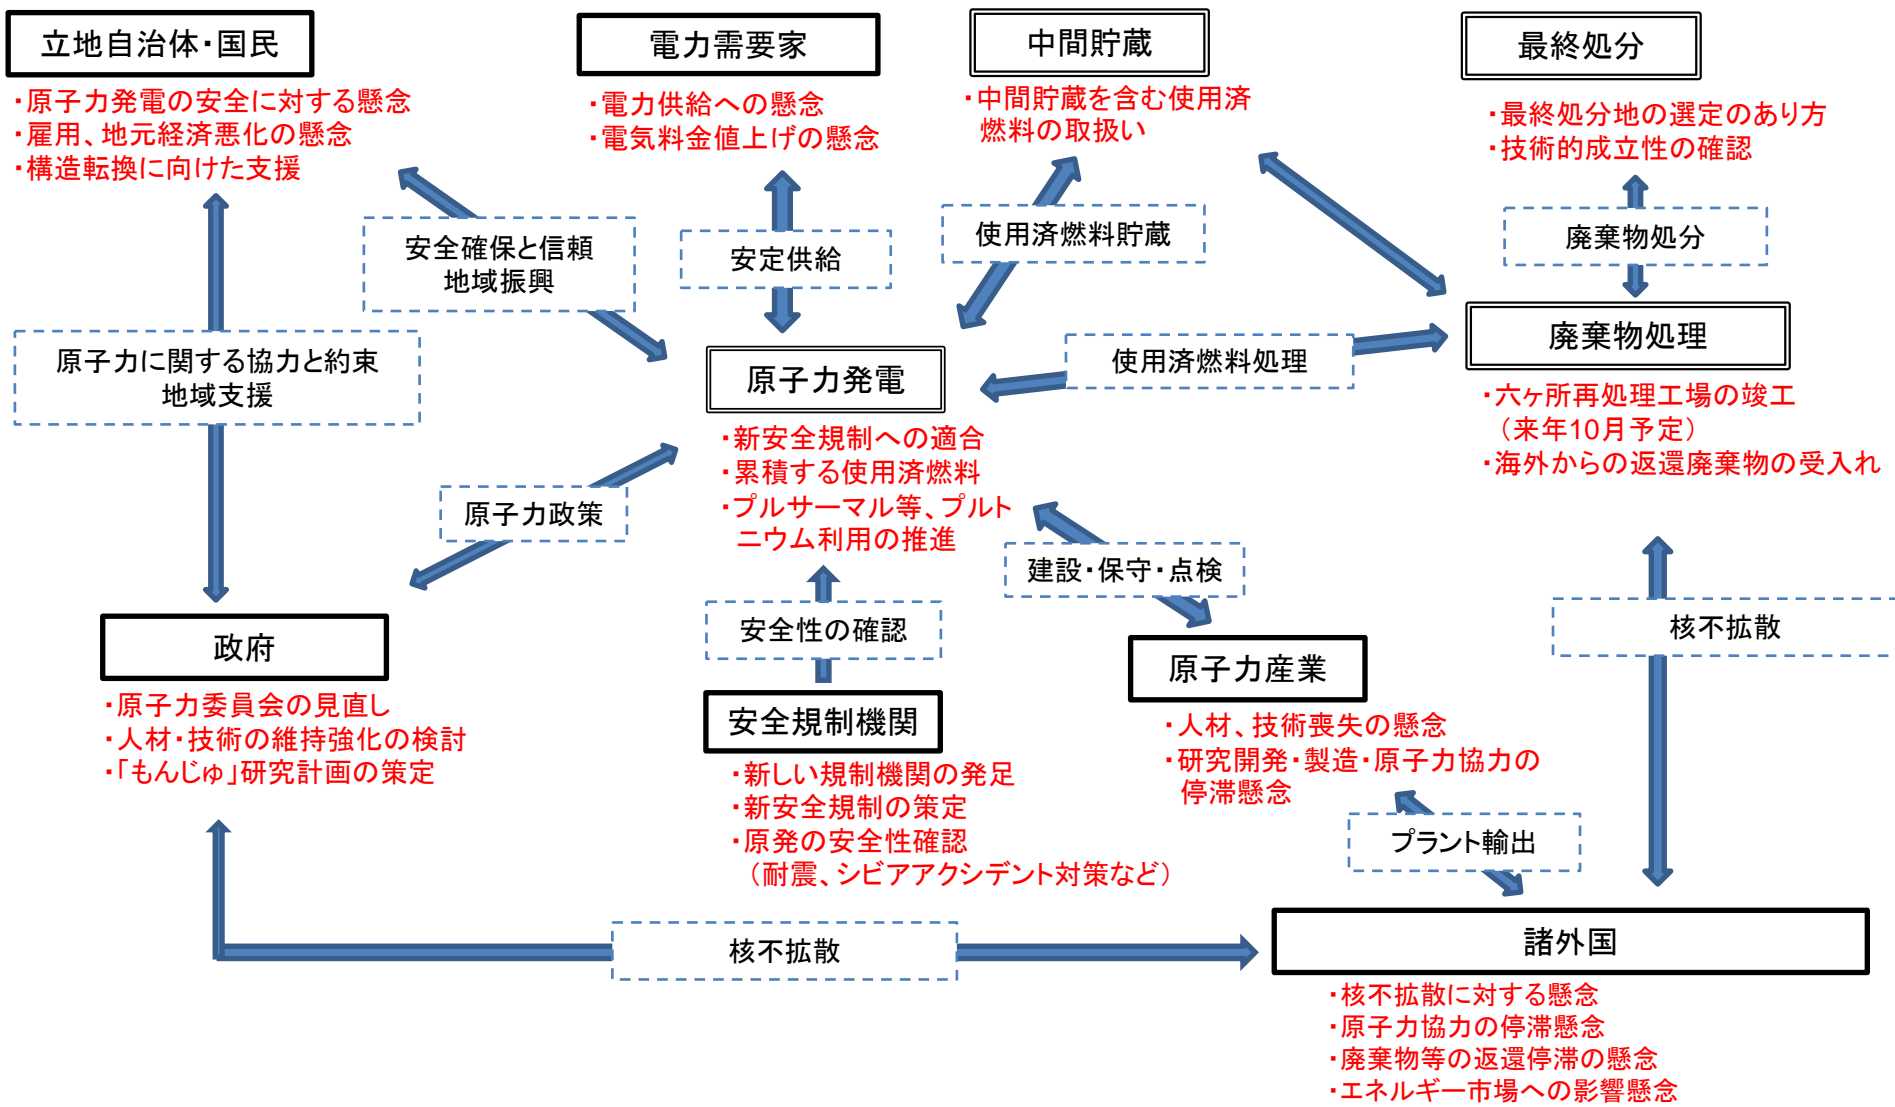 立地自治体・国民
・原子力発電の安全に対する懸念
・雇用、地元経済悪化の懸念
・構造転換に向けた支援
電力需要家
・電力供給への懸念
・電気料金値上げの懸念
中間貯蔵
・中間貯蔵を含む使用済
燃料の取扱い
最終処分
・最終処分地の選定のあり方
・技術的成立性の確認
安全確保と信頼
地域振興
安定供給
使用済燃料貯蔵
廃棄物処分
原子力に関する協力と約束
地域支援
原子力発電
・新安全規制への適合
・累積する使用済燃料
・プルサーマル等、プルト
ニウム利用の推進
使用済燃料処理
廃棄物処理
・六ヶ所再処理工場の竣工
（来年10月予定）
・海外からの返還廃棄物の受入れ
原子力政策
建設・保守・点検
安全性の確認
核不拡散
政府
・原子力委員会の見直し
・人材・技術の維持強化の検討
・「もんじゅ」研究計画の策定
安全規制機関
・新しい規制機関の発足
・新安全規制の策定
・原発の安全性確認
（耐震、シビアアクシデント対策など）
原子力産業
・人材、技術喪失の懸念
・研究開発・製造・原子力協力の
停滞懸念
プラント輸出
核不拡散
諸外国
・核不拡散に対する懸念
・原子力協力の停滞懸念
・廃棄物等の返還停滞の懸念
・エネルギー市場への影響懸念